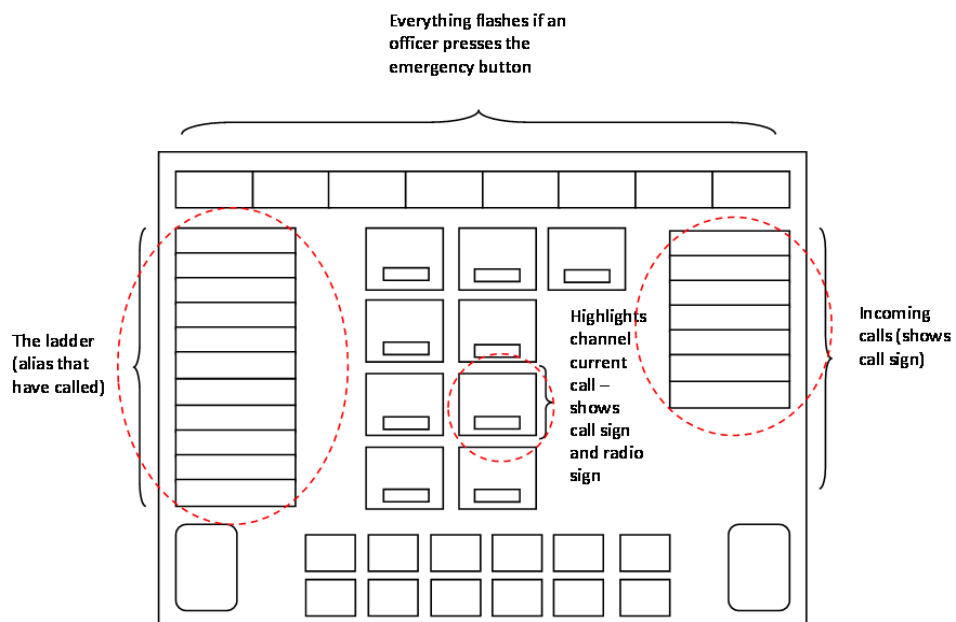 Everything flashes if an
officer presses the
emergency button
The ladder
(alias that
have called)
Highlights
channel
current
call –
shows
call sign
and radio
sign
Incoming
calls (shows
call sign)